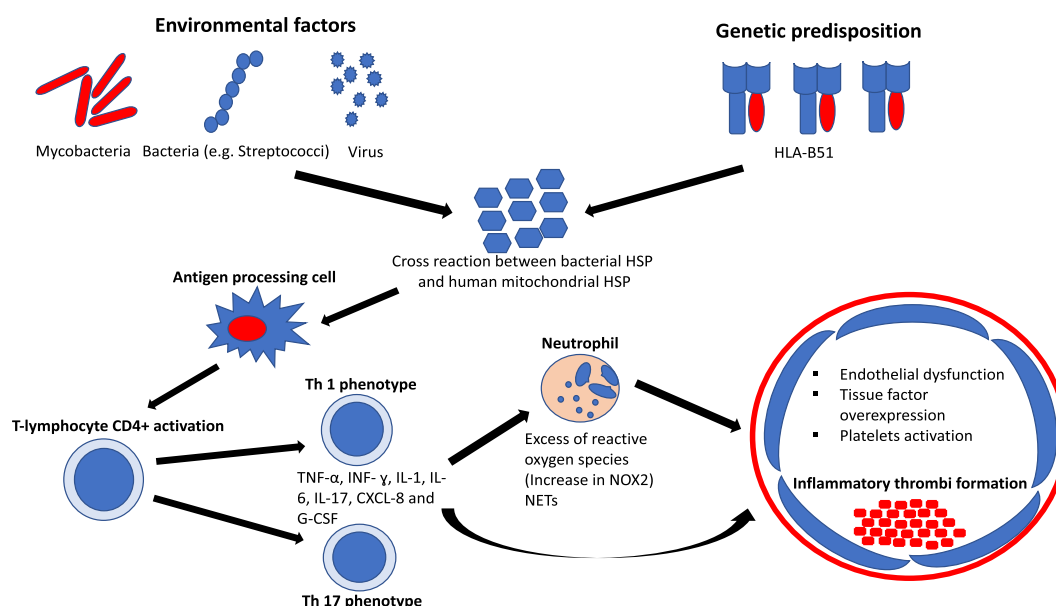 Environmental factors
Genetic predisposition
Mycobacteria
Bacteria (e.g. Streptococci)
Virus
HLA-B51
Cross reaction between bacterial HSP
and human mitochondrial HSP
Antigen processing cell
T-lymphocyte CD4+ activation
Th 1 phenotype
TNF-α, INF- ɣ, IL-1, IL-
6, IL-17, CXCL-8 and
G-CSF
Th 17 phenotype
Neutrophil
Excess of reactive
oxygen species
(Increase in NOX2)
NETs
▪ Endothelial dysfunction
▪ Tissue factor
overexpression
▪ Platelets activation
Inflammatory thrombi formation